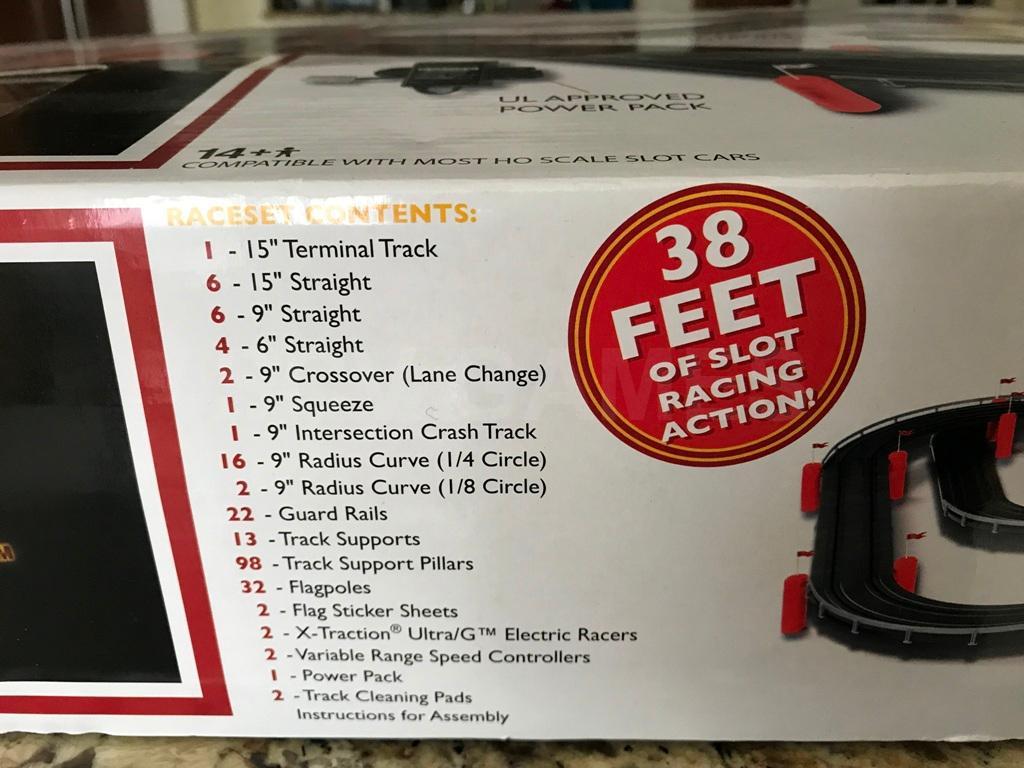 UL APPROVED
POWER PACK
14+
COMPATIBLE WITH MOST HO SCALE SLOT CARS
RACESET CONTENTS:
1 - 15" Terminal Track
6 - 15" Straight
6 - 9" Straight
4 - 6" Straight
2 - 9" Crossover (Lane Change)
1 - 9" Squeeze
1 - 9" Intersection Crash Track
16 - 9" Radius Curve (1/4 Circle)
2 - 9" Radius Curve (1/8 Circle)
22 - Guard Rails
13 - Track Supports
98 - Track Support Pillars
32 - Flagpoles
2 - Flag Sticker Sheets
2 - X-Traction® Ultra/G™ Electric Racers
2 - Variable Range Speed Controllers
1 - Power Pack
2 - Track Cleaning Pads
Instructions for Assembly
38
FEET
OF SLOT
RACING
ACTION!